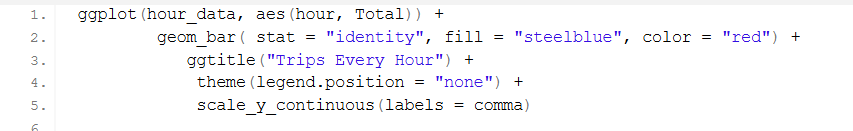 1. ggplot(hour_data, aes(hour, Total)) +
2. geom_bar( stat = "identity", fill = "steelblue", color = "red") +
3. ggtitle("Trips Every Hour") +
4. theme(legend.position = "none") +
5. scale_y_continuous(labels = comma)
6